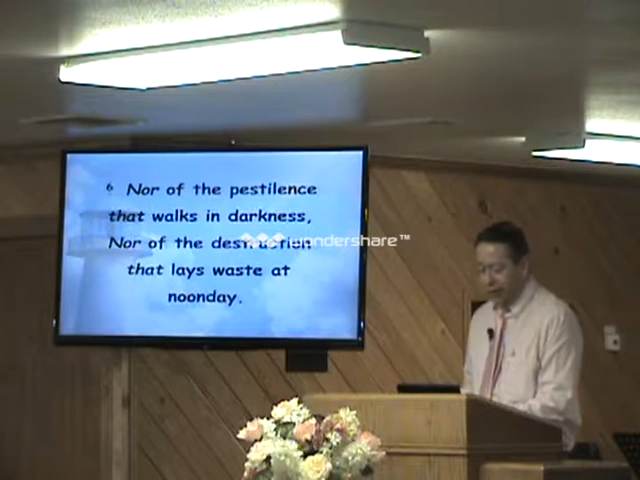 6 Nor of the pestilence
that walks in darkness,
Nor of the destruction
wondershare™
that lays waste at
noonday.